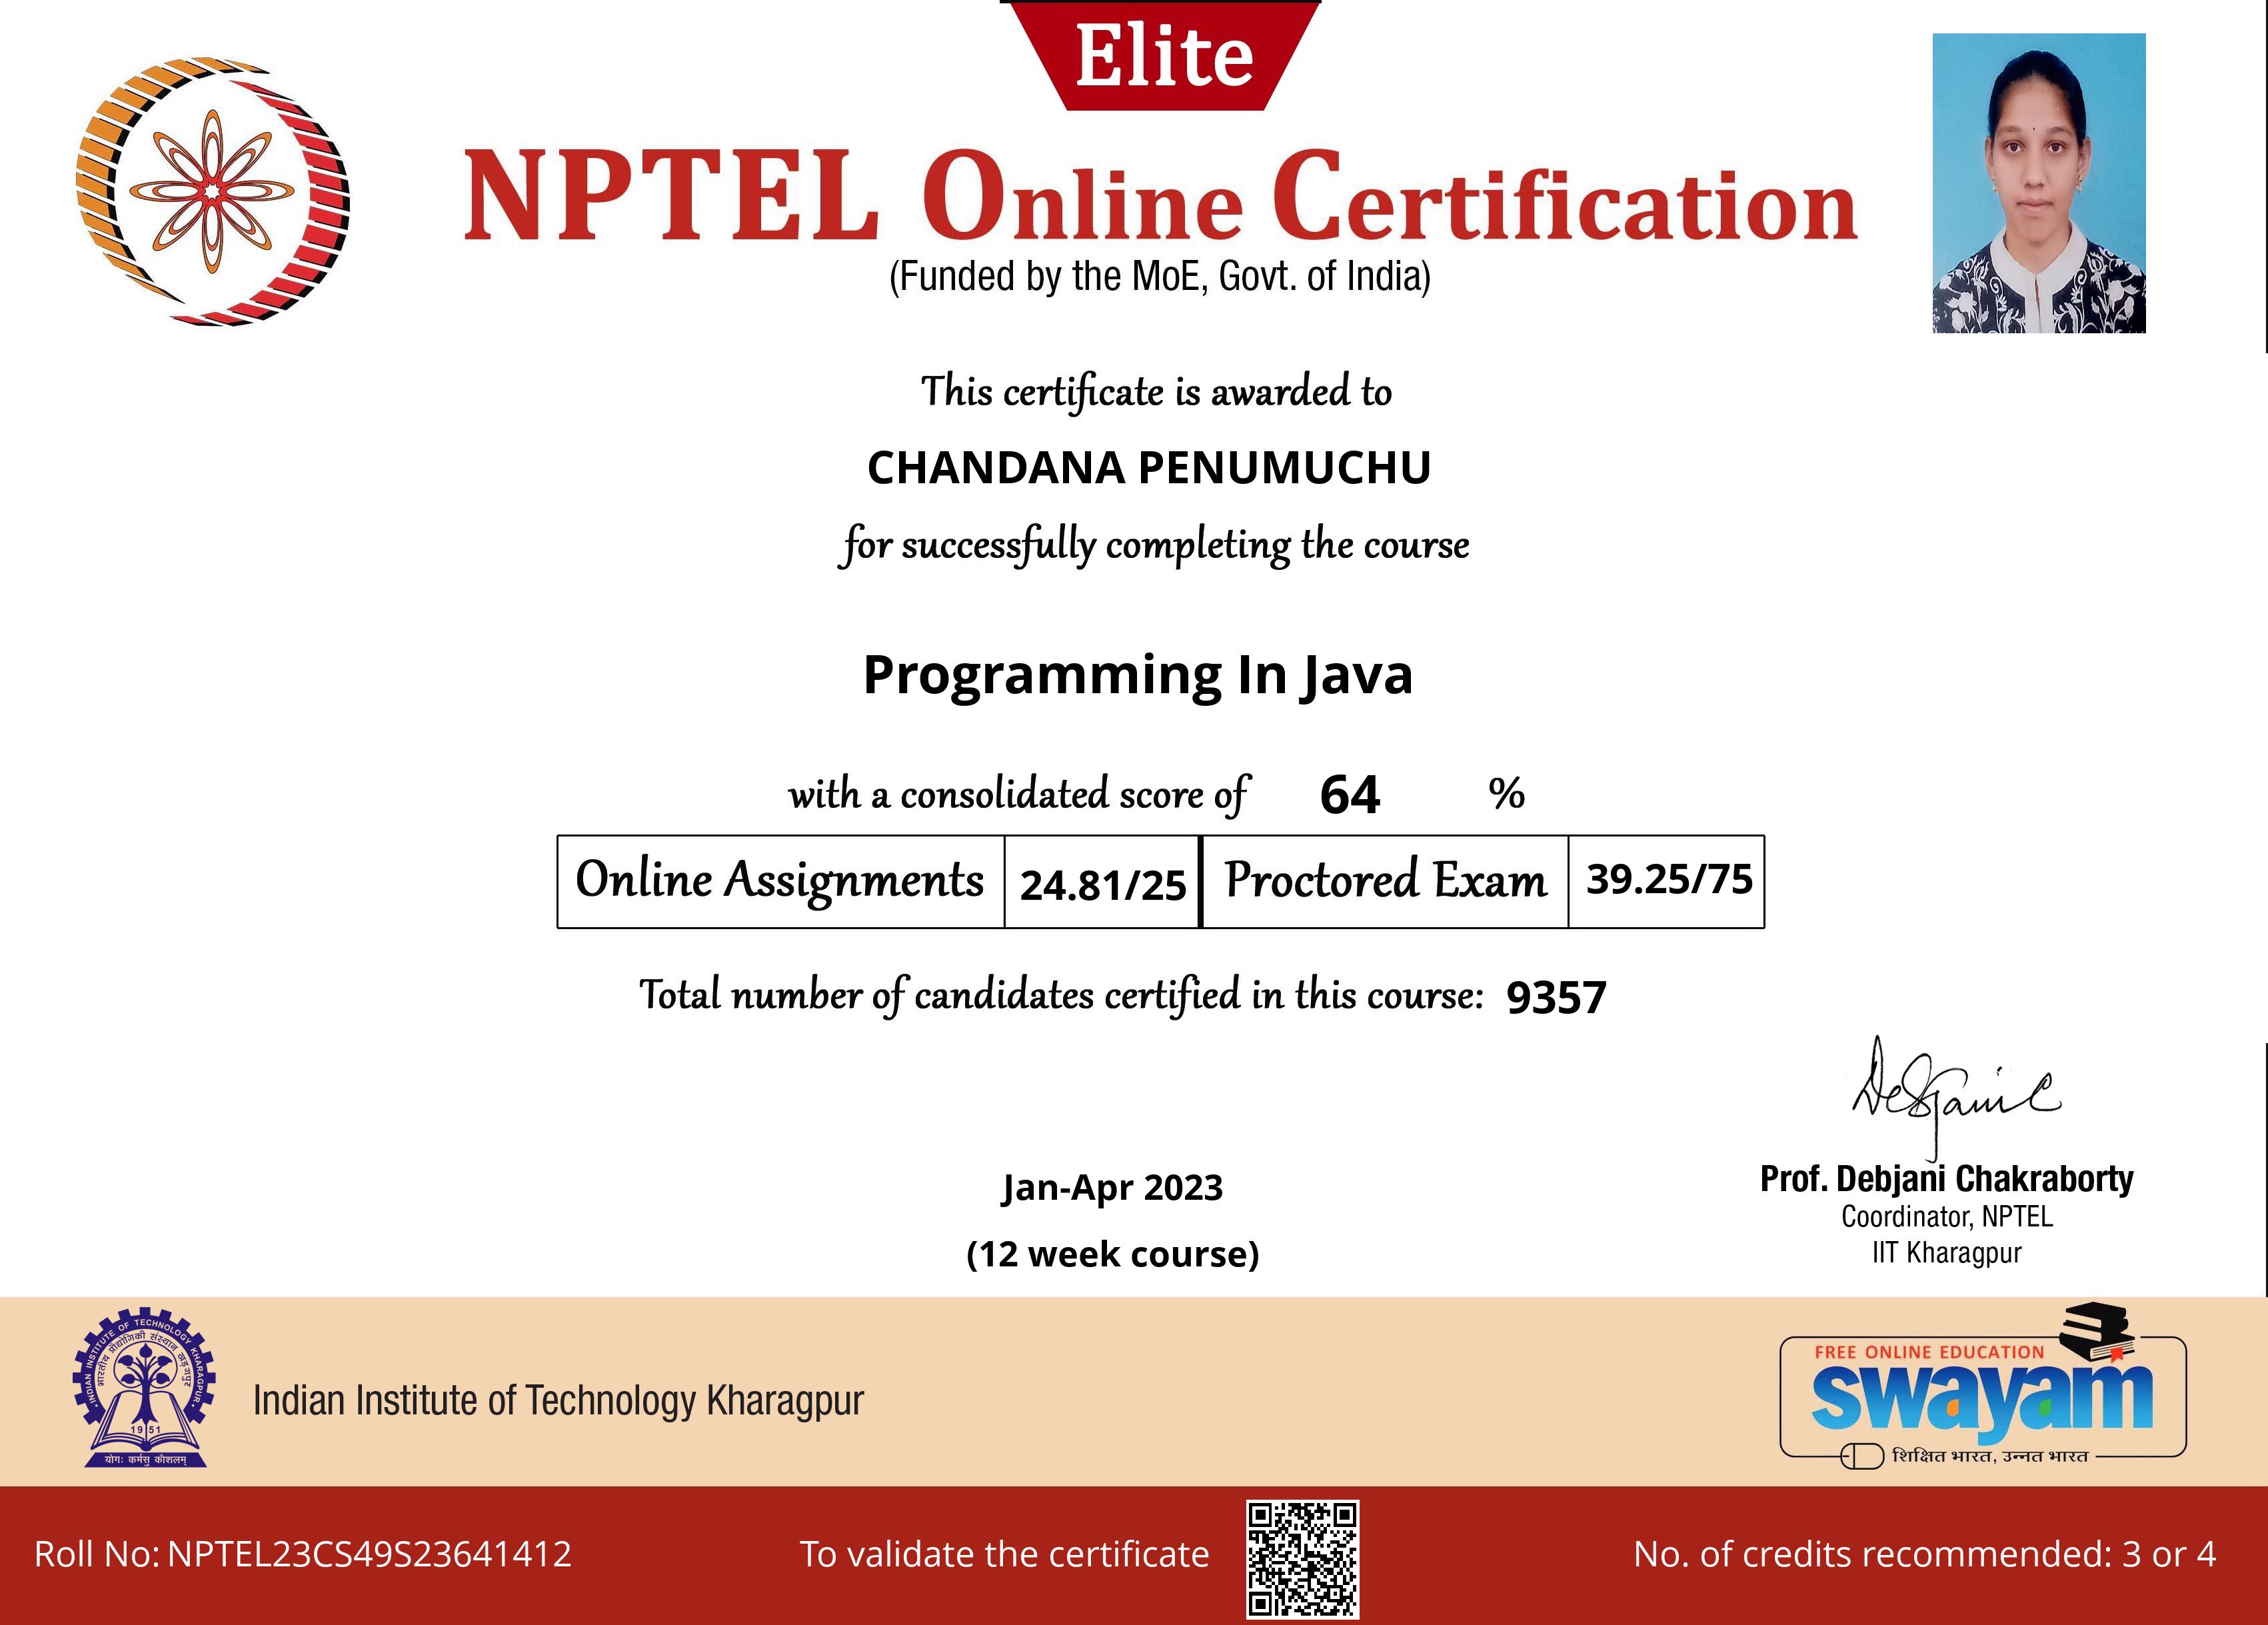 Elite
NPTEL Online Certification
(Funded by the MoE, Govt. of India)
This certificate is awarded to
CHANDANA PENUMUCHU
for successfully completing the course
Programming In Java
with a consolidated score of 64 %
Online Assignments 24.81/25 Proctored Exam 39.25/75
Total number of candidates certified in this course: 9357
Debjani C
Prof. Debjani Chakraborty
Coordinator, NPTEL
IIT Kharagpur
Jan-Apr 2023
(12 week course)
INDIAN INSTITUTE OF TECHNOLOGY KHARAGPUR
भारतीय प्रौद्योगिकी संस्थान खड़गपुर
1951
योगः कर्मसु कौशलम्
Indian Institute of Technology Kharagpur
FREE ONLINE EDUCATION
swayam
शिक्षित भारत, उन्नत भारत
Roll No: NPTEL23CS49S23641412
To validate the certificate
No. of credits recommended: 3 or 4